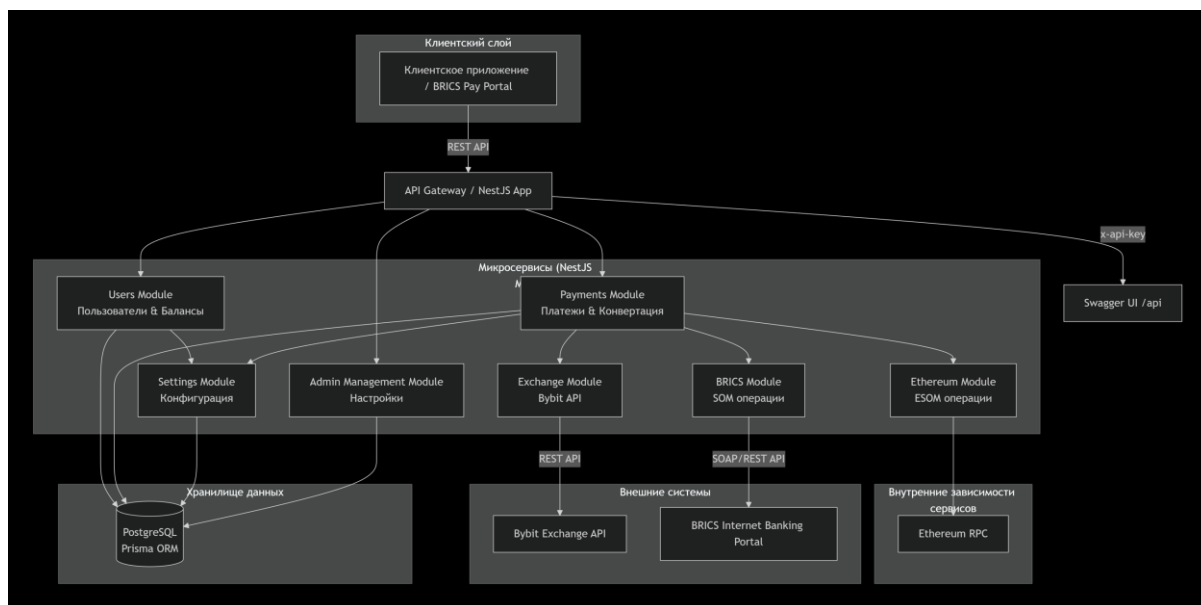 Клиентский слой
Клиентское приложение
/ BRICS Pay Portal
REST API
API Gateway / NestJS App
x-api-key
Swagger UI /api
Микросервисы (NestJS
М
Users Module
Пользователи & Балансы
Payments Module
Платежи & Конвертация
Settings Module
Конфигурация
Admin Management Module
Настройки
Exchange Module
Bybit API
BRICS Module
SOM операции
Ethereum Module
ESOM операции
REST API
SOAP/REST API
Хранилище данных
PostgreSQL
Prisma ORM
Внешние системы
Bybit Exchange API
BRICS Internet Banking
Portal
Внутренние зависимости
сервисов
Ethereum RPC